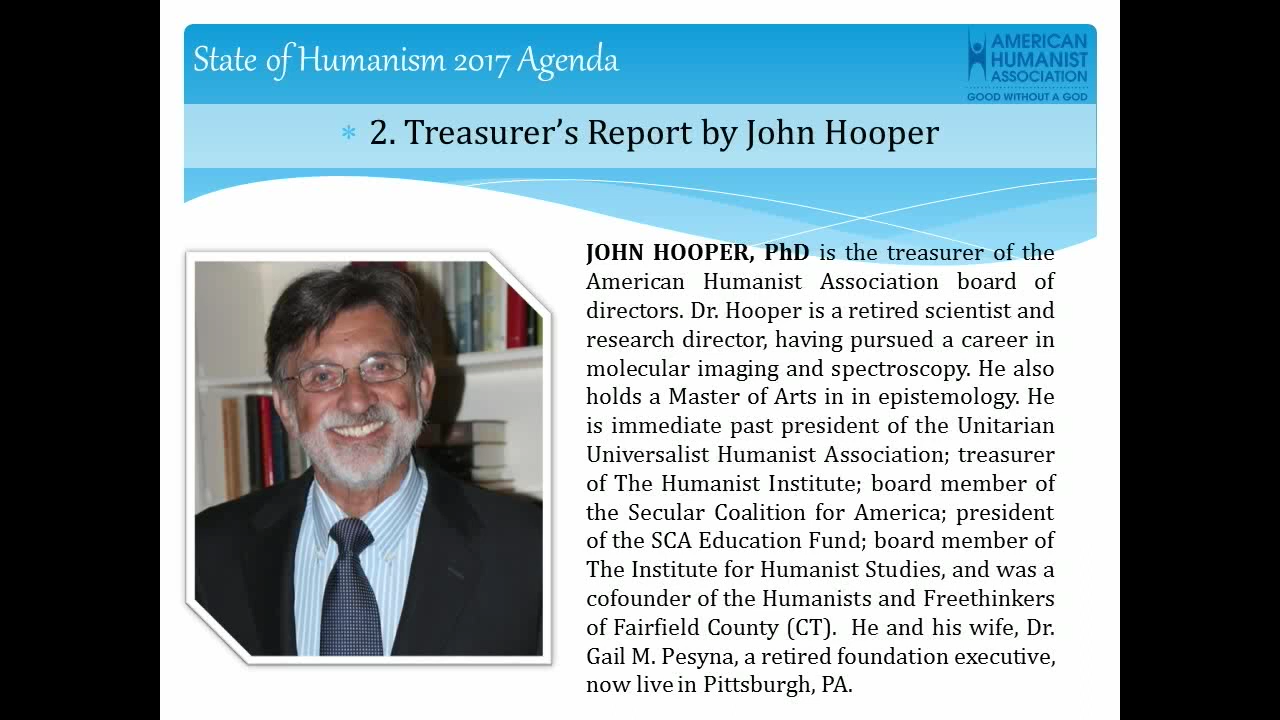 State of Humanism 2017 Agenda
AMERICAN
HUMANIST
ASSOCIATION
GOOD WITHOUT A GOD
* 2. Treasurer’s Report by John Hooper
JOHN HOOPER, PhD is the treasurer of the
American Humanist Association board of
directors. Dr. Hooper is a retired scientist and
research director, having pursued a career in
molecular imaging and spectroscopy. He also
holds a Master of Arts in in epistemology. He
is immediate past president of the Unitarian
Universalist Humanist Association; treasurer
of The Humanist Institute; board member of
the Secular Coalition for America; president
of the SCA Education Fund; board member of
The Institute for Humanist Studies, and was a
cofounder of the Humanists and Freethinkers
of Fairfield County (CT). He and his wife, Dr.
Gail M. Pesyna, a retired foundation executive,
now live in Pittsburgh, PA.